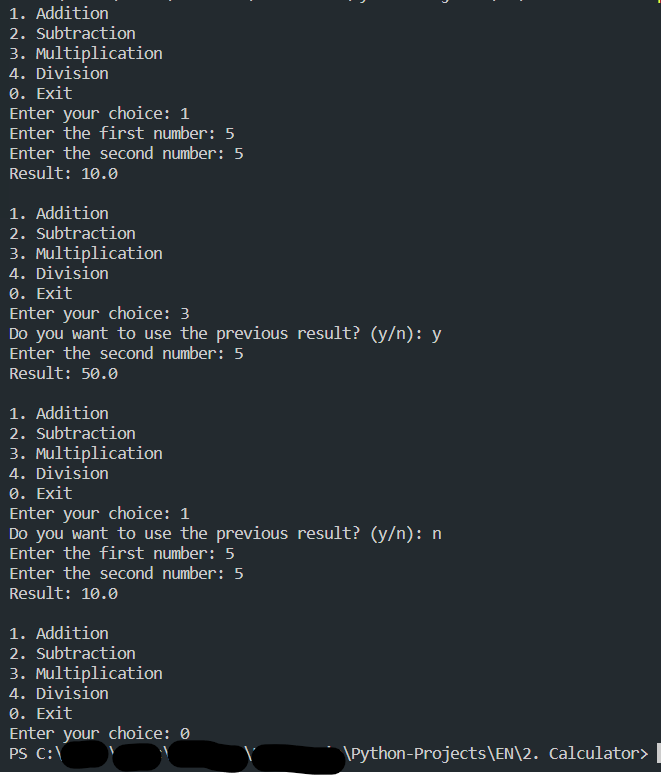 1. Addition
2. Subtraction
3. Multiplication
4. Division
0. Exit
Enter your choice: 1
Enter the first number: 5
Enter the second number: 5
Result: 10.0
1. Addition
2. Subtraction
3. Multiplication
4. Division
0. Exit
Enter your choice: 3
Do you want to use the previous result? (y/n): y
Enter the second number: 5
Result: 50.0
1. Addition
2. Subtraction
3. Multiplication
4. Division
0. Exit
Enter your choice: 1
Do you want to use the previous result? (y/n): n
Enter the first number: 5
Enter the second number: 5
Result: 10.0
1. Addition
2. Subtraction
3. Multiplication
4. Division
0. Exit
Enter your choice: 0
PS C:\ \ \ \ \Python-Projects\EN\2. Calculator>